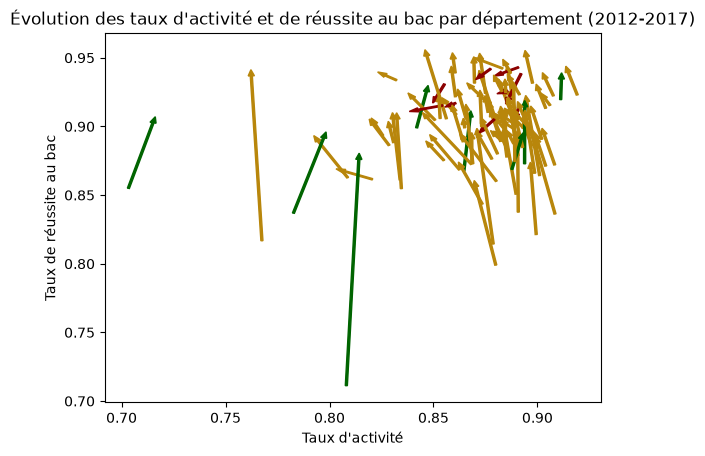 Évolution des taux d'activité et de réussite au bac par département (2012-2017)
Taux de réussite au bac
0.95
0.90
0.85
0.80
0.75
0.70
0.70 0.75 0.80 0.85 0.90
Taux d'activité